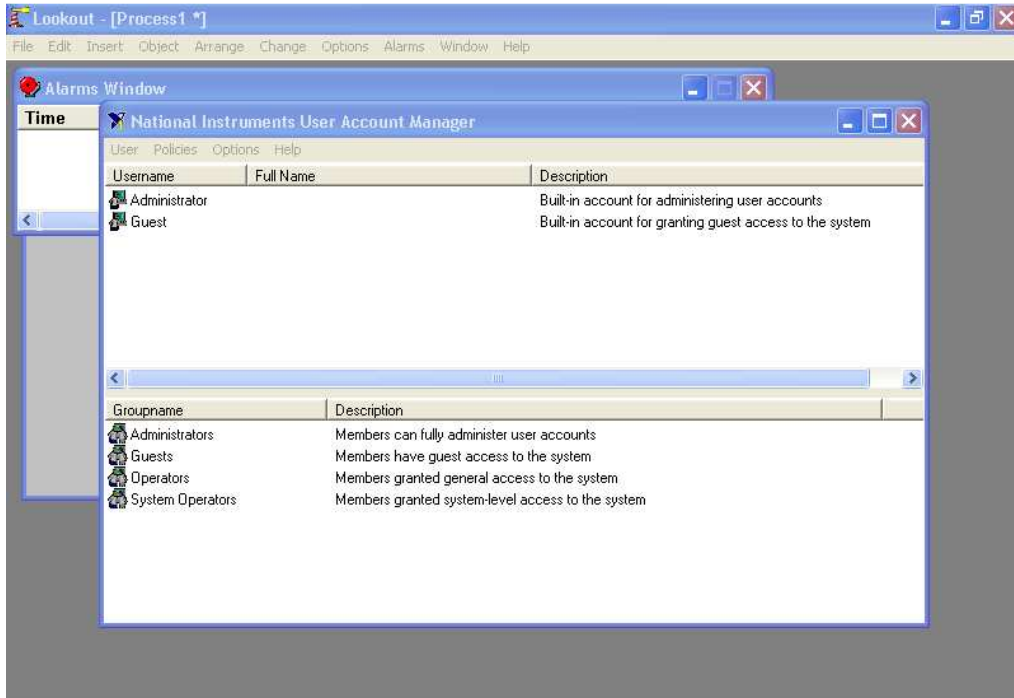 Lookout - [Process1 *]
File Edit Insert Object Arrange Change Options Alarms Window Help
Alarms Window
Time
National Instruments User Account Manager
User Policies Options Help
Username Full Name Description
Administrator Built-in account for administering user accounts
Guest Built-in account for granting guest access to the system
Groupname Description
Administrators Members can fully administer user accounts
Guests Members have guest access to the system
Operators Members granted general access to the system
System Operators Members granted system-level access to the system